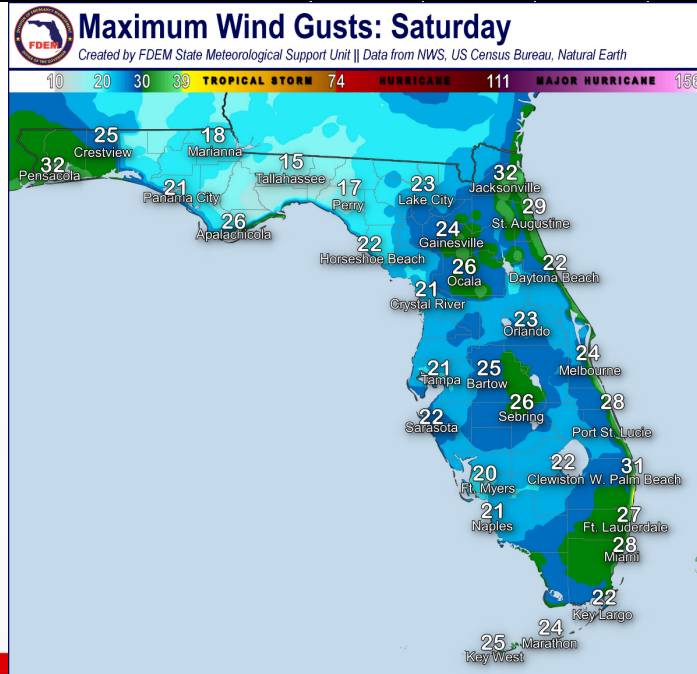 Maximum Wind Gusts: Saturday
Created by FDEM State Meteorological Support Unit || Data from NWS, US Census Bureau, Natural Earth
FDEM
10 20 30 39 TROPICAL STORM 74 HURRICANE 111 MAJOR HURRICANE 156
25
Crestview
18
Marianna
32
Pensacola
15
Tallahassee
21
Panama City
17
Perry
23
Lake City
32
Jacksonville
29
St. Augustine
26
Apalachicola
24
Gainesville
22
Horseshoe Beach
26
Ocala
22
Daytona Beach
21
Crystal River
23
Orlando
24
Melbourne
21
Tampa
25
Bartow
26
Sebring
28
Port St. Lucie
22
Sarasota
20
Ft. Myers
22
Clewiston
31
W. Palm Beach
21
Naples
27
Ft. Lauderdale
28
Miami
22
Key Largo
24
Marathon
25
Key West